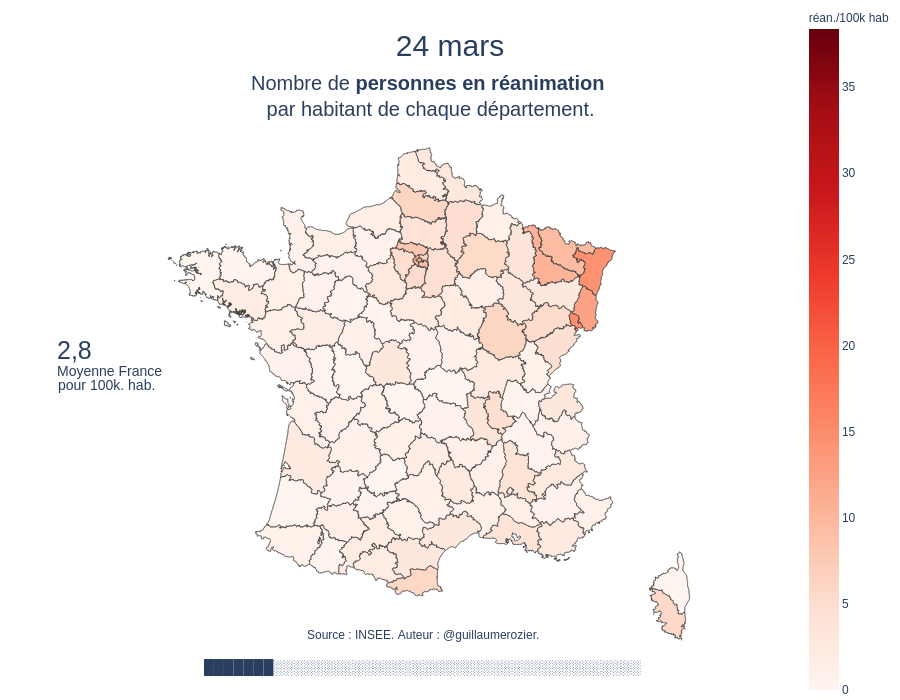 réan./100k hab
24 mars
Nombre de personnes en réanimation
par habitant de chaque département.
35
30
25
20
15
10
5
0
2,8
Moyenne France
pour 100k. hab.
Source : INSEE. Auteur : @guillaumerozier.